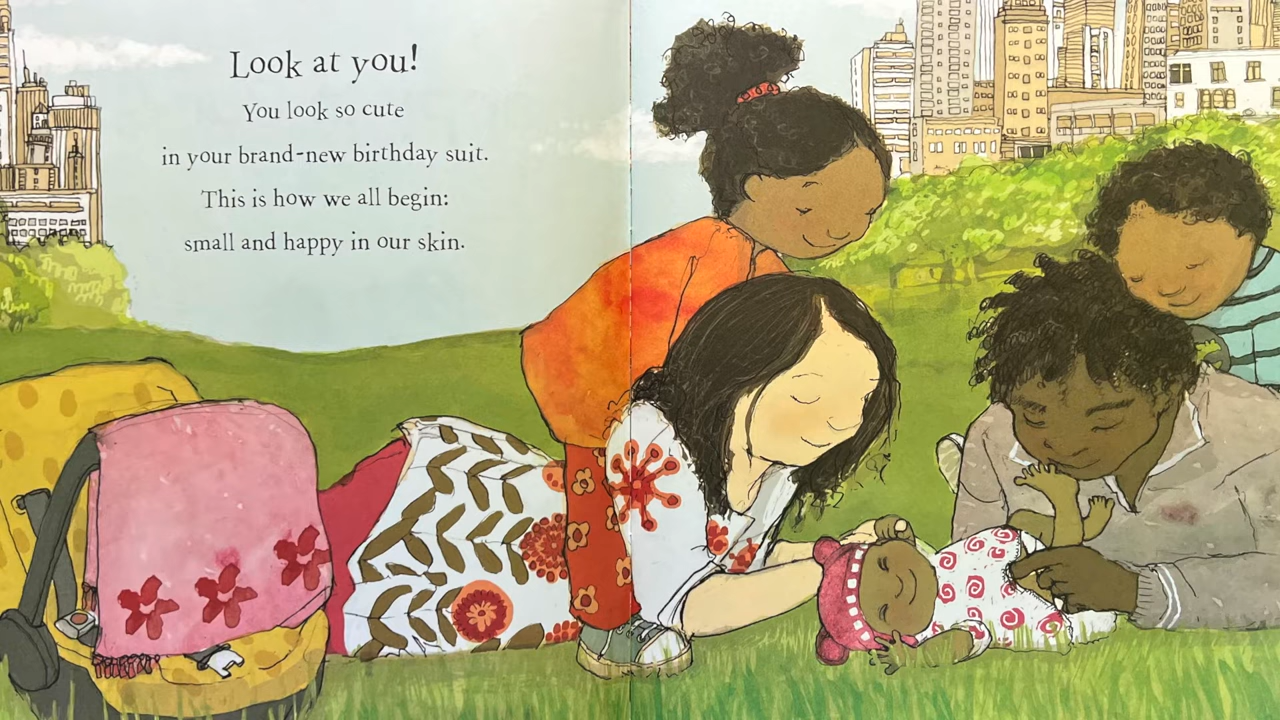 Look at you!
You look so cute
in your brand-new birthday suit.
This is how we all begin:
small and happy in our skin.